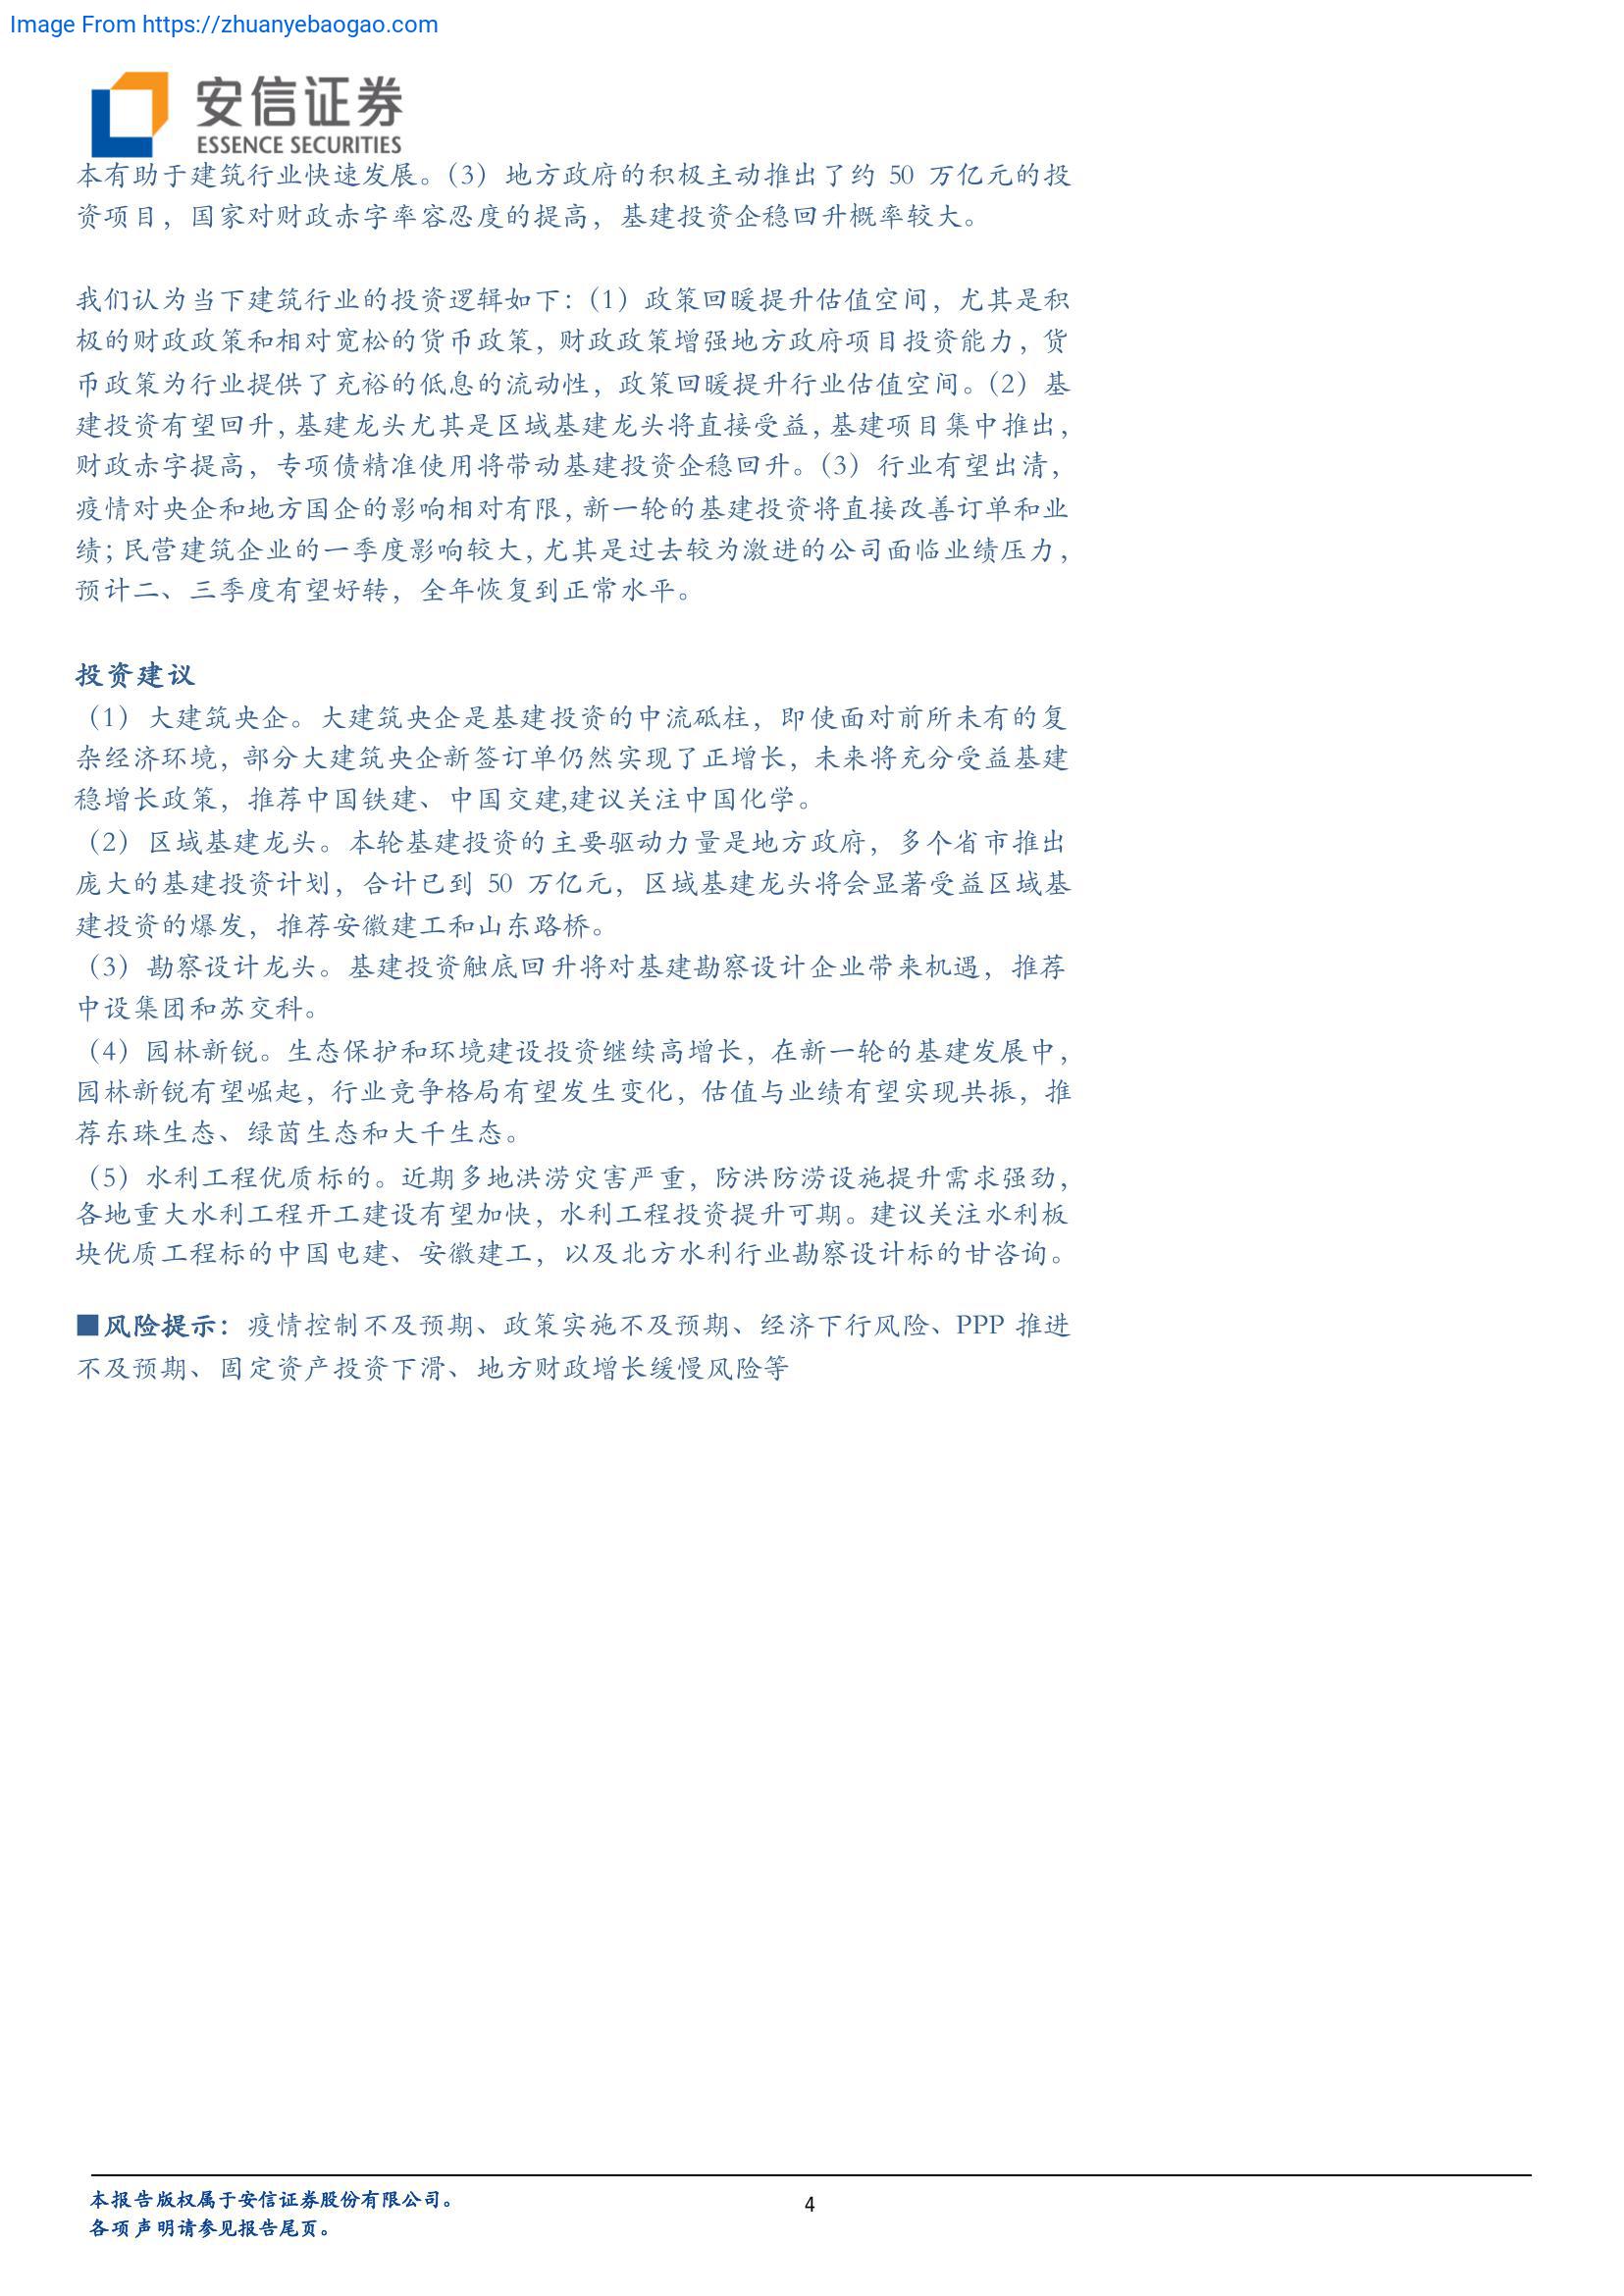 Image From https://zhuanyebaogao.com
安信证券
ESSENCE SECURITIES
本有助于建筑行业快速发展。（3）地方政府的积极主动推出了约 50 万亿元的投
资项目，国家对财政赤字率容忍度的提高，基建投资企稳回升概率较大。
我们认为当下建筑行业的投资逻辑如下：（1）政策回暖提升估值空间，尤其是积
极的财政政策和相对宽松的货币政策，财政政策增强地方政府项目投资能力，货
币政策为行业提供了充裕的低息的流动性，政策回暖提升行业估值空间。（2）基
建投资有望回升，基建龙头尤其是区域基建龙头将直接受益，基建项目集中推出，
财政赤字提高，专项债精准使用将带动基建投资企稳回升。（3）行业有望出清，
疫情对央企和地方国企的影响相对有限，新一轮的基建投资将直接改善订单和业
绩；民营建筑企业的一季度影响较大，尤其是过去较为激进的公司面临业绩压力，
预计二、三季度有望好转，全年恢复到正常水平。
投资建议
（1）大建筑央企。大建筑央企是基建投资的中流砥柱，即使面对前所未有的复
杂经济环境，部分大建筑央企新签订单仍然实现了正增长，未来将充分受益基建
稳增长政策，推荐中国铁建、中国交建,建议关注中国化学。
（2）区域基建龙头。本轮基建投资的主要驱动力量是地方政府，多个省市推出
庞大的基建投资计划，合计已到 50 万亿元，区域基建龙头将会显著受益区域基
建投资的爆发，推荐安徽建工和山东路桥。
（3）勘察设计龙头。基建投资触底回升将对基建勘察设计企业带来机遇，推荐
中设集团和苏交科。
（4）园林新锐。生态保护和环境建设投资继续高增长，在新一轮的基建发展中，
园林新锐有望崛起，行业竞争格局有望发生变化，估值与业绩有望实现共振，推
荐东珠生态、绿茵生态和大千生态。
（5）水利工程优质标的。近期多地洪涝灾害严重，防洪防涝设施提升需求强劲，
各地重大水利工程开工建设有望加快，水利工程投资提升可期。建议关注水利板
块优质工程标的中国电建、安徽建工，以及北方水利行业勘察设计标的甘咨询。
■风险提示：疫情控制不及预期、政策实施不及预期、经济下行风险、PPP 推进
不及预期、固定资产投资下滑、地方财政增长缓慢风险等
本报告版权属于安信证券股份有限公司。
4
各项声明请参见报告尾页。